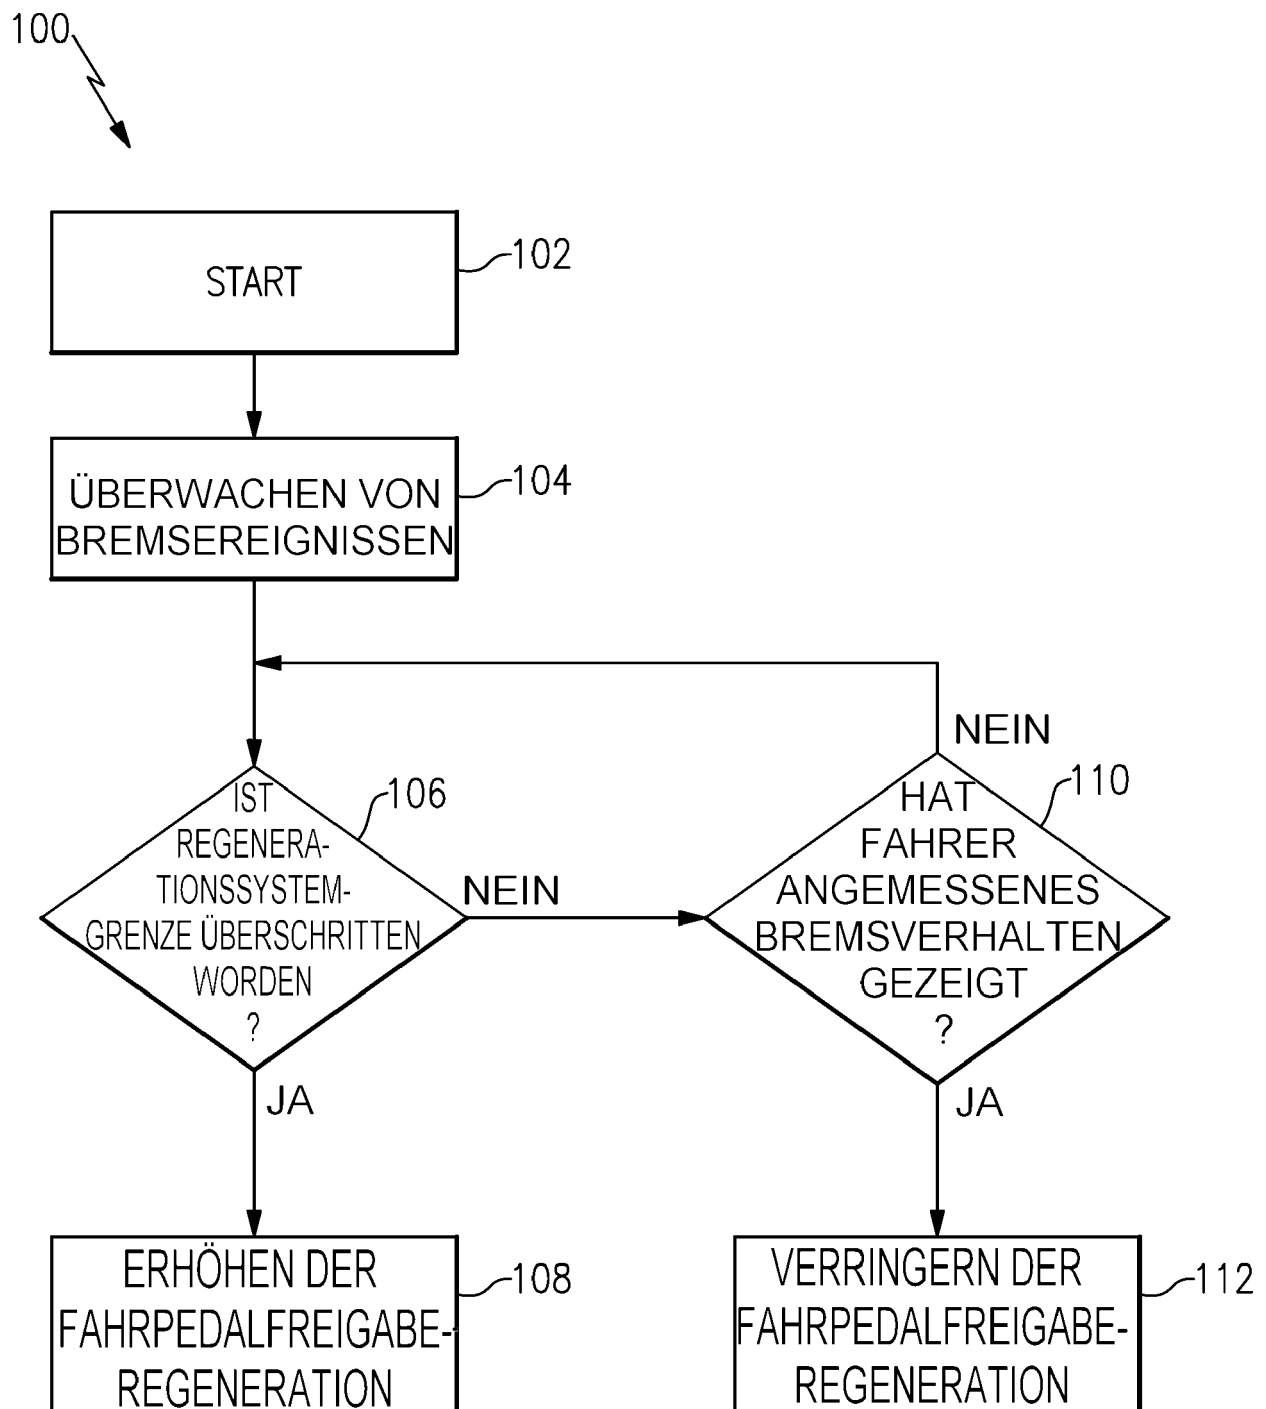 100
START
102
ÜBERWACHEN VON
BREMSEREIGNISSEN
104
IST
REGENERA-
TIONSSYSTEM-
GRENZE ÜBERSCHRITTEN
WORDEN
?
106
NEIN
JA
HAT
FAHRER
ANGEMESSENES
BREMSVERHALTEN
GEZEIGT
?
110
NEIN
JA
ERHÖHEN DER
FAHRPEDALFREIGABE-
REGENERATION
108
VERRINGERN DER
FAHRPEDALFREIGABE-
REGENERATION
112